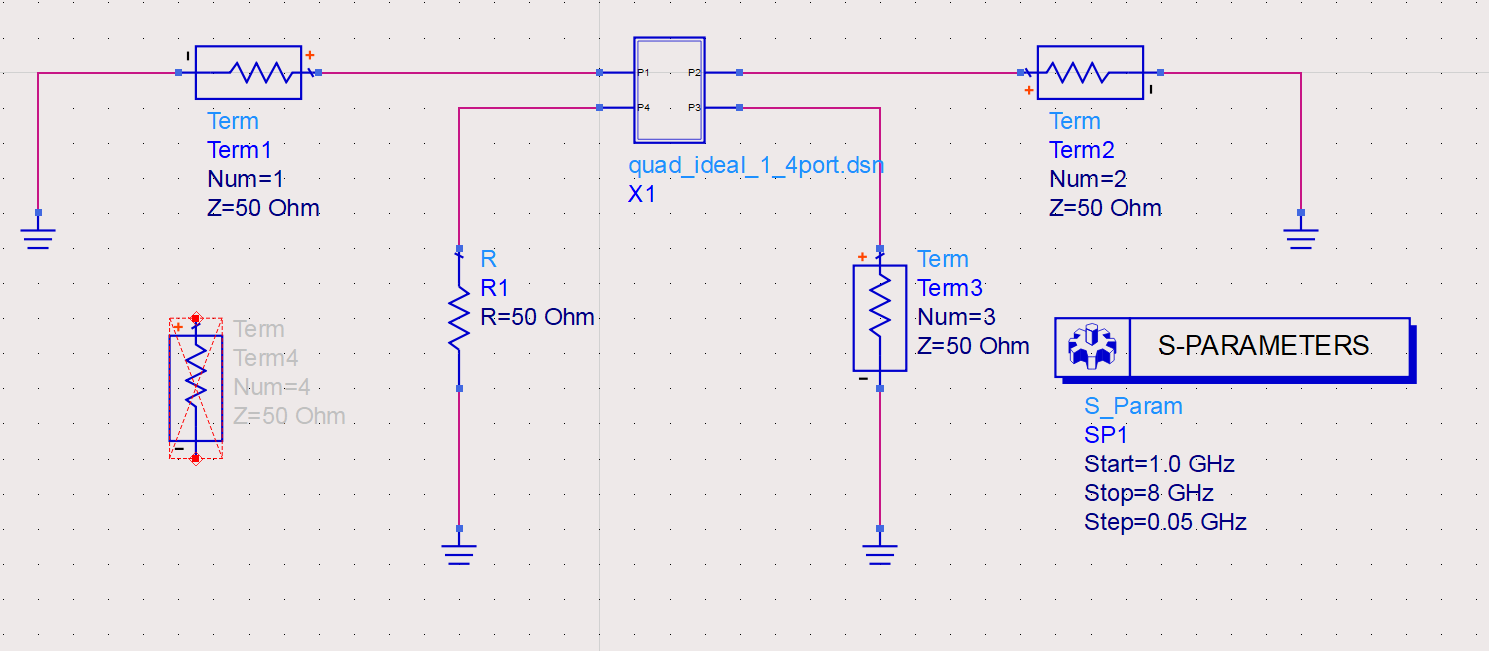 P1
P2
P4
P3
Term
Term1
Num=1
Z=50 Ohm
quad_ideal_1_4port.dsn
X1
Term
Term2
Num=2
Z=50 Ohm
R
R1
R=50 Ohm
Term
Term3
Num=3
Z=50 Ohm
Term
Term4
Num=4
Z=50 Ohm
S-PARAMETERS
S_Param
SP1
Start=1.0 GHz
Stop=8 GHz
Step=0.05 GHz